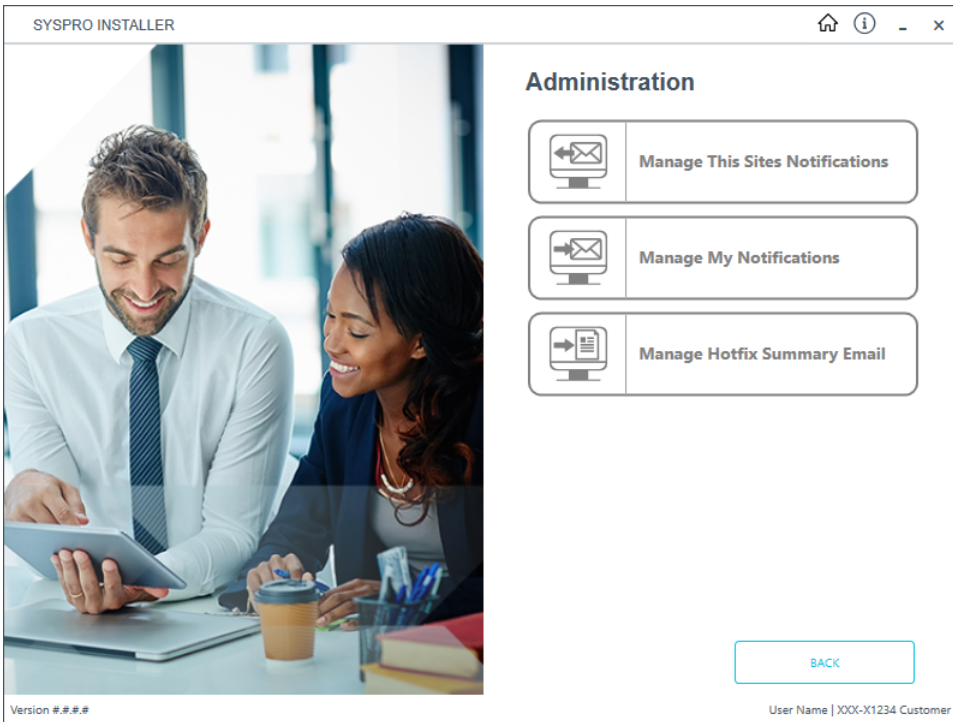 SYSPRO INSTALLER
Administration
Manage This Sites Notifications
Manage My Notifications
Manage Hotfix Summary Email
BACK
Version #.#.#.#
User Name | XXX-X1234 Customer